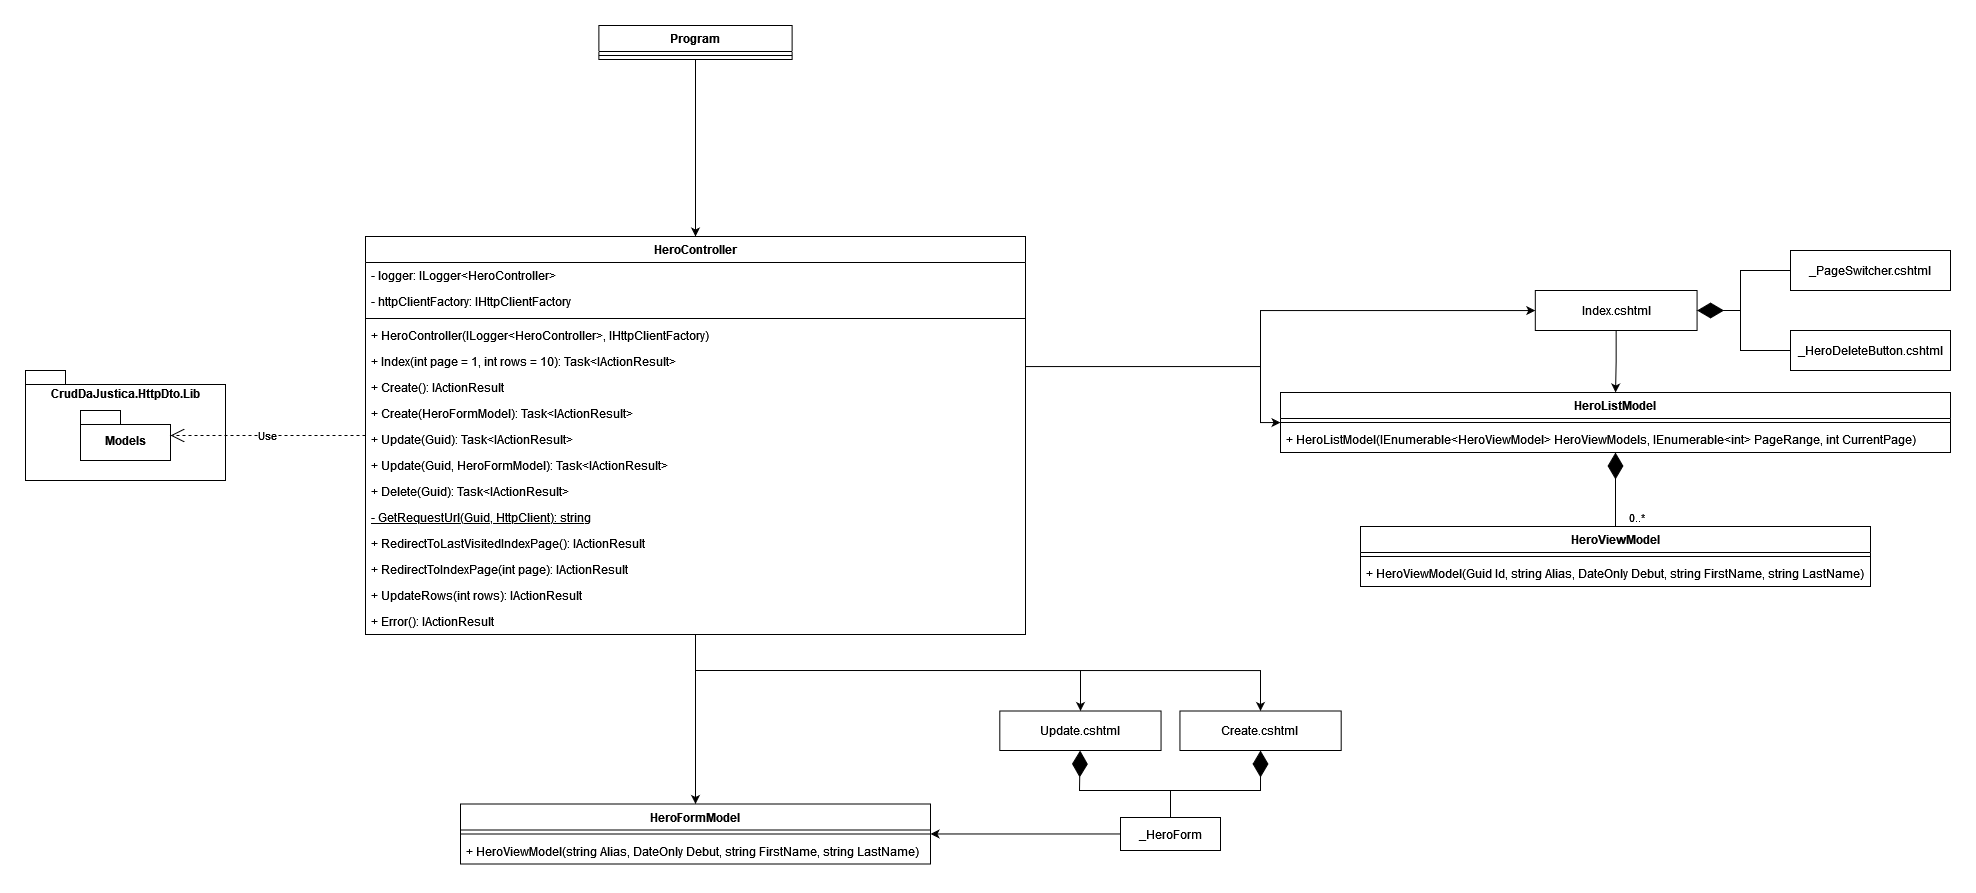 Program
HeroController
- logger: ILogger<HeroController>
- httpClientFactory: IHttpClientFactory
+ HeroController(ILogger<HeroController>, IHttpClientFactory)
+ Index(int page = 1, int rows = 10): Task<IActionResult>
+ Create(): IActionResult
+ Create(HeroFormModel): Task<IActionResult>
+ Update(Guid): Task<IActionResult>
+ Update(Guid, HeroFormModel): Task<IActionResult>
+ Delete(Guid): Task<IActionResult>
- GetRequestUrl(Guid, HttpClient): string
+ RedirectToLastVisitedIndexPage(): IActionResult
+ RedirectToIndexPage(int page): IActionResult
+ UpdateRows(int rows): IActionResult
+ Error(): IActionResult
CrudDaJustica.HttpDto.Lib
Models
Use
Index.cshtml
_PageSwitcher.cshtml
_HeroDeleteButton.cshtml
HeroListModel
+ HeroListModel(IEnumerable<HeroViewModel> HeroViewModels, IEnumerable<int> PageRange, int CurrentPage)
0..*
HeroViewModel
+ HeroViewModel(Guid Id, string Alias, DateOnly Debut, string FirstName, string LastName)
Update.cshtml
Create.cshtml
_HeroForm
HeroFormModel
+ HeroViewModel(string Alias, DateOnly Debut, string FirstName, string LastName)